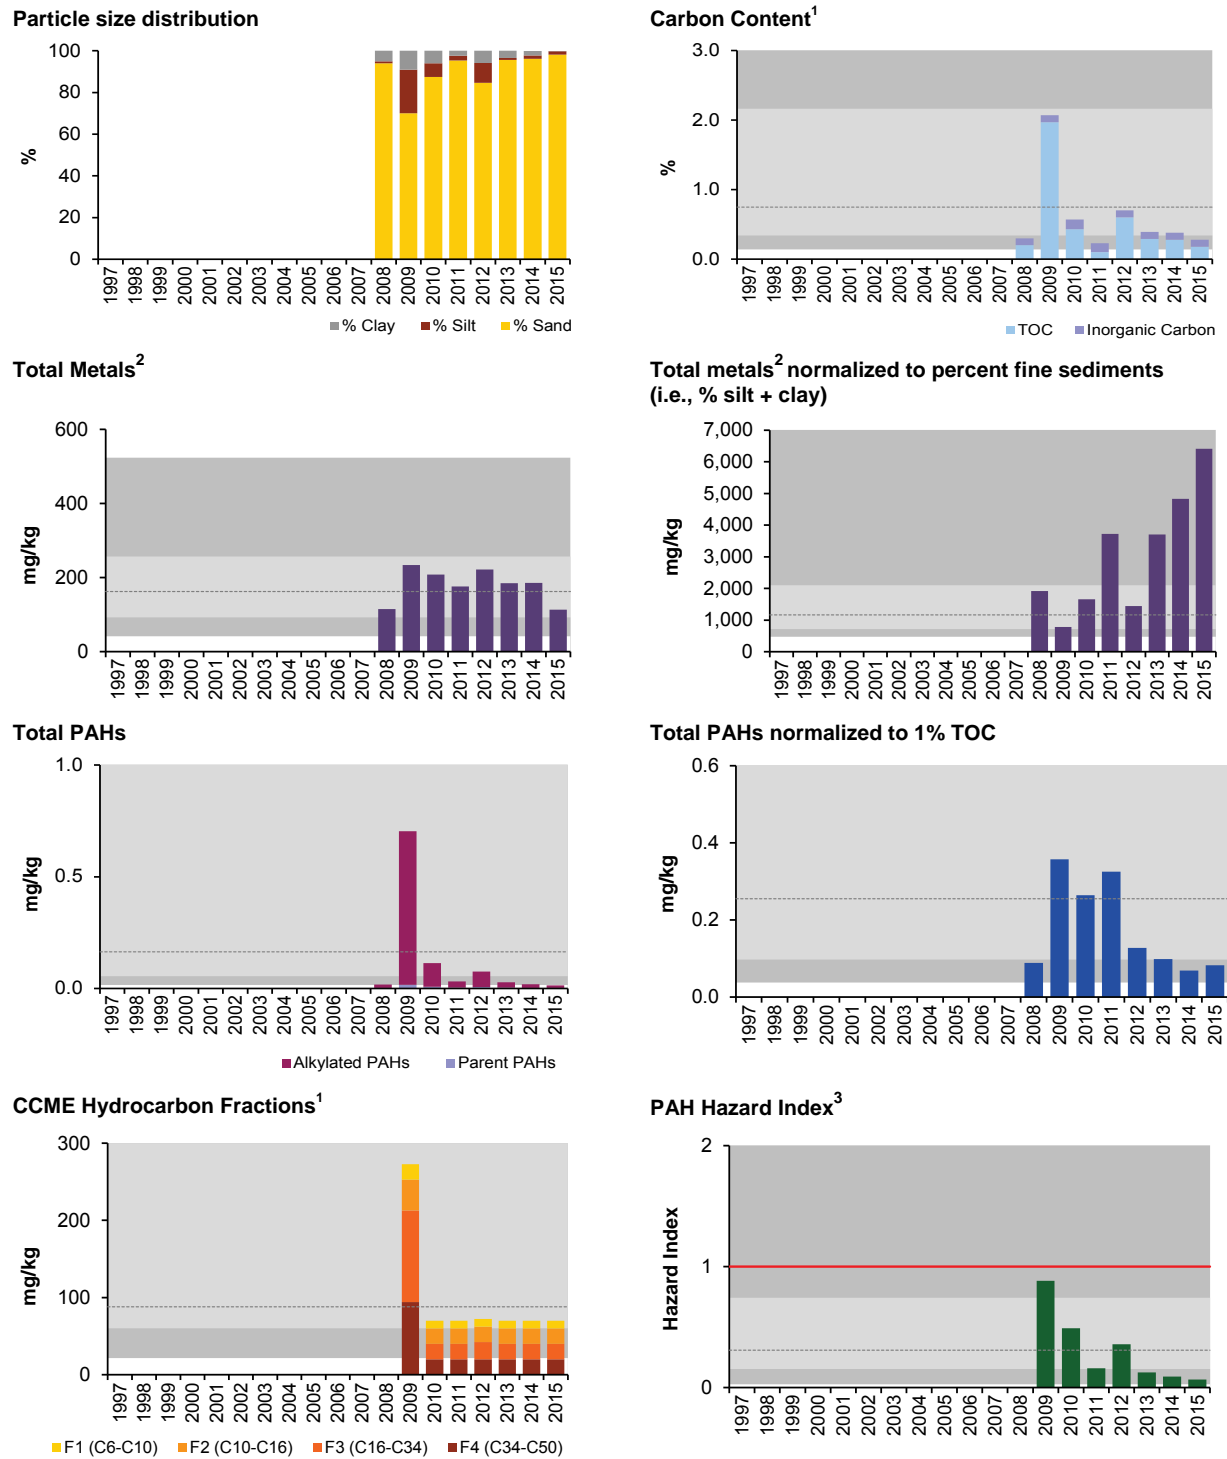 Particle size distribution
%
100
80
60
40
20
0
1997 1998 1999 2000 2001 2002 2003 2004 2005 2006 2007 2008 2009 2010 2011 2012 2013 2014 2015
% Clay % Silt % Sand
Carbon Content1
%
3.0
2.0
1.0
0.0
1997 1998 1999 2000 2001 2002 2003 2004 2005 2006 2007 2008 2009 2010 2011 2012 2013 2014 2015
TOC Inorganic Carbon
Total Metals2
mg/kg
600
400
200
0
1997 1998 1999 2000 2001 2002 2003 2004 2005 2006 2007 2008 2009 2010 2011 2012 2013 2014 2015
Total metals2 normalized to percent fine sediments
(i.e., % silt + clay)
mg/kg
7,000
6,000
5,000
4,000
3,000
2,000
1,000
0
1997 1998 1999 2000 2001 2002 2003 2004 2005 2006 2007 2008 2009 2010 2011 2012 2013 2014 2015
Total PAHs
mg/kg
1.0
0.5
0.0
1997 1998 1999 2000 2001 2002 2003 2004 2005 2006 2007 2008 2009 2010 2011 2012 2013 2014 2015
Alkylated PAHs Parent PAHs
Total PAHs normalized to 1% TOC
mg/kg
0.6
0.4
0.2
0.0
1997 1998 1999 2000 2001 2002 2003 2004 2005 2006 2007 2008 2009 2010 2011 2012 2013 2014 2015
CCME Hydrocarbon Fractions1
mg/kg
300
200
100
0
1997 1998 1999 2000 2001 2002 2003 2004 2005 2006 2007 2008 2009 2010 2011 2012 2013 2014 2015
F1 (C6-C10) F2 (C10-C16) F3 (C16-C34) F4 (C34-C50)
PAH Hazard Index3
Hazard Index
2
1
0
1997 1998 1999 2000 2001 2002 2003 2004 2005 2006 2007 2008 2009 2010 2011 2012 2013 2014 2015